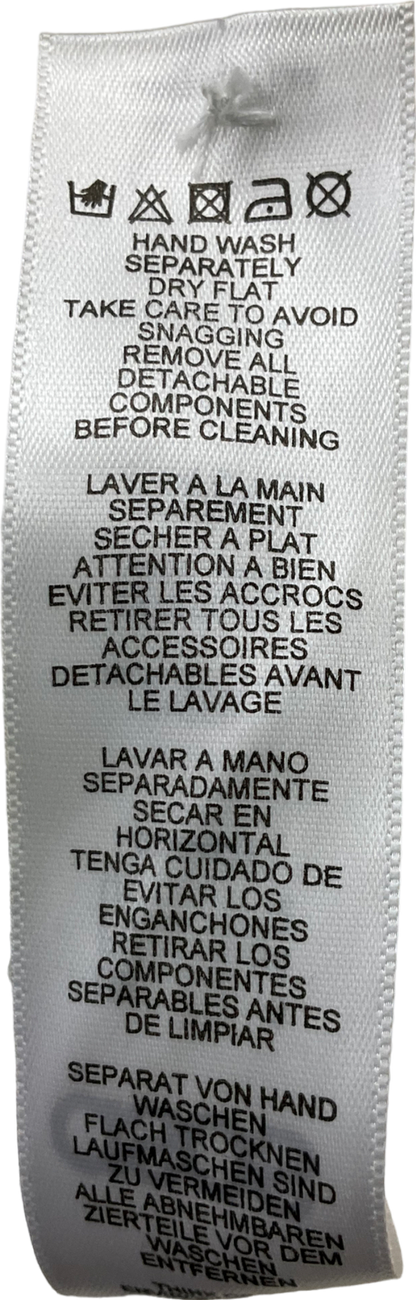 HAND WASH
SEPARATELY
DRY FLAT
TAKE CARE TO AVOID
SNAGGING
REMOVE ALL
DETACHABLE
COMPONENTS
BEFORE CLEANING
LAVER A LA MAIN
SEPAREMENT
SECHER A PLAT
ATTENTION A BIEN
EVITER LES ACCROCS
RETIRER TOUS LES
ACCESSOIRES
DETACHABLES AVANT
LE LAVAGE
LAVAR A MANO
SEPARADAMENTE
SECAR EN
HORIZONTAL
TENGA CUIDADO DE
EVITAR LOS
ENGANCHONES
RETIRAR LOS
COMPONENTES
SEPARABLES ANTES
DE LIMPIAR
SEPARAT VON HAND
WASCHEN
FLACH TROCKNEN
LAUFMASCHEN SIND
ZU VERMEIDEN
ALLE ABNEHMBAREN
ZIERTEILE VOR DEM
WASCHEN
ENTFERNEN
THINK